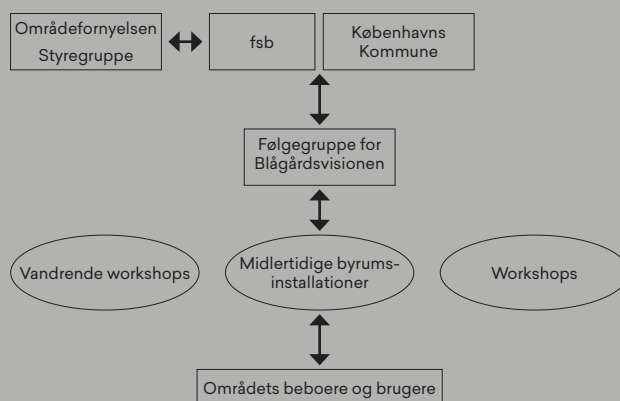 Områdefornyelsen
Styregruppe
fsb
Københavns
Kommune
Følgegruppe for
Blågårdsvisionen
Vandrende workshops
Midlertidige byrums-
installationer
Workshops
Områdets beboere og brugere